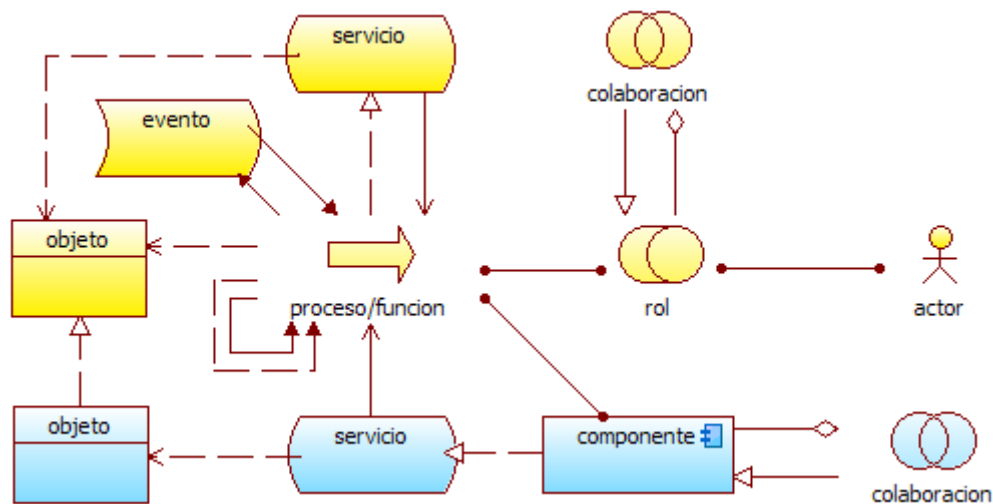 servicio
colaboracion
evento
objeto
proceso/funcion
rol
actor
objeto
servicio
componente
colaboracion